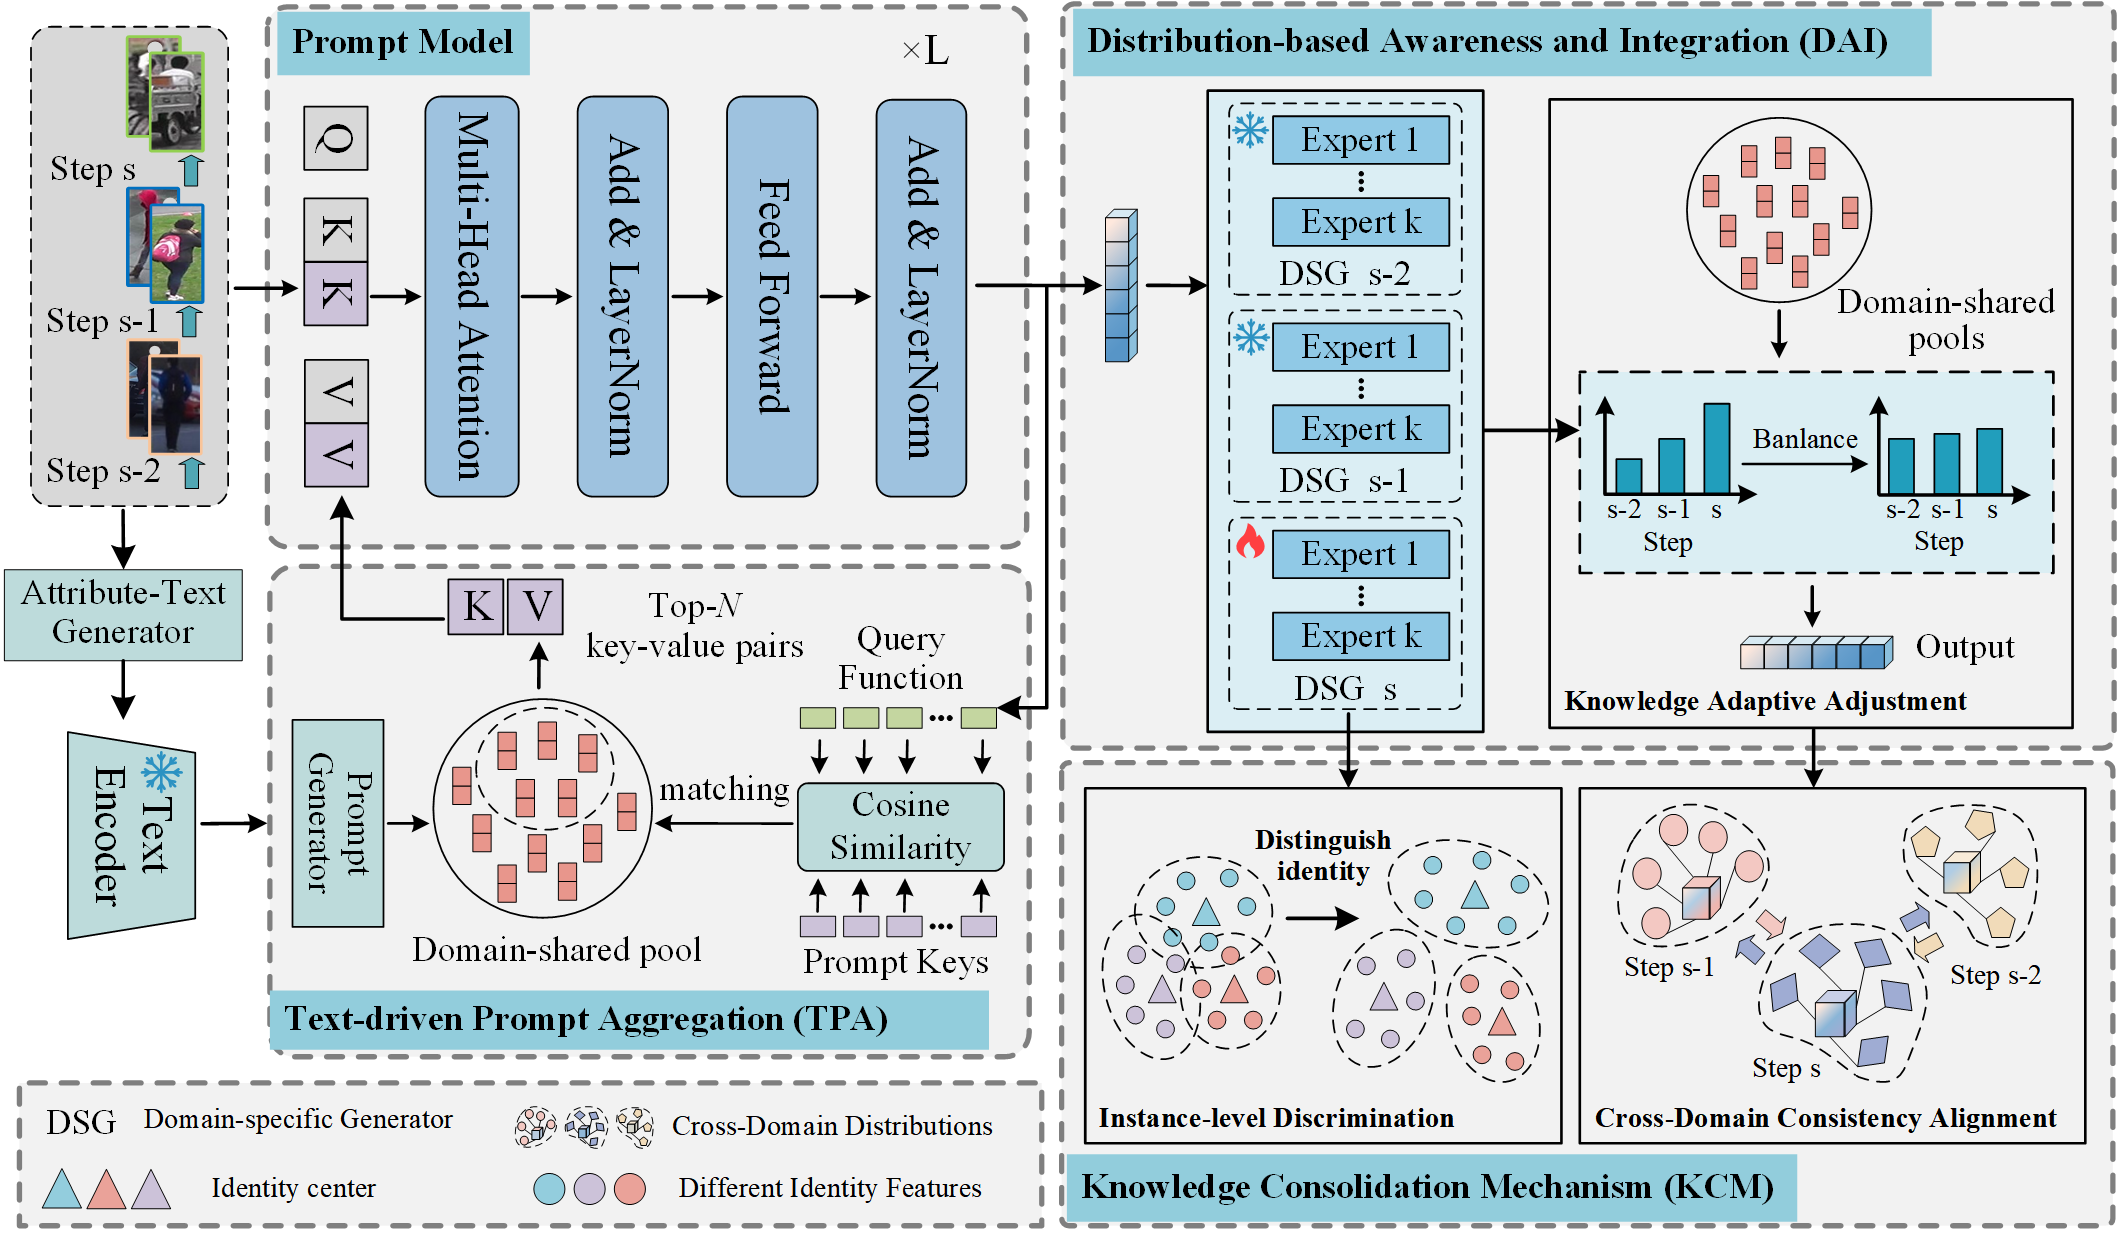 Step s
Step s-1
Step s-2
Attribute-Text
Generator
Text
Encoder
Prompt Model
×L
Q
K
K
V
V
Multi-Head Attention
Add & LayerNorm
Feed Forward
Add & LayerNorm
K V
Top-N
key-value pairs
Query
Function
Prompt
Generator
matching
Cosine
Similarity
Domain-shared pool
Prompt Keys
Text-driven Prompt Aggregation (TPA)
Distribution-based Awareness and Integration (DAI)
Expert 1
Expert k
DSG s-2
Expert 1
Expert k
DSG s-1
Expert 1
Expert k
DSG s
Domain-shared
pools
Banlance
s-2 s-1 s
Step
s-2 s-1 s
Step
Output
Knowledge Adaptive Adjustment
Distinguish
identity
Instance-level Discrimination
Step s-1
Step s-2
Step s
Cross-Domain Consistency Alignment
Knowledge Consolidation Mechanism (KCM)
DSG Domain-specific Generator
Cross-Domain Distributions
Identity center
Different Identity Features